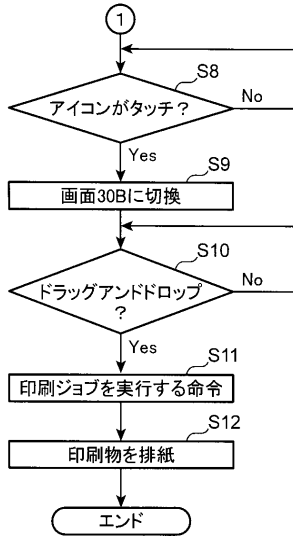 1
S8
アイコンがタッチ？
No
Yes
S9
画面30Bに切換
S10
ドラッグアンドドロップ
？
No
Yes
S11
印刷ジョブを実行する命令
S12
印刷物を排紙
エンド